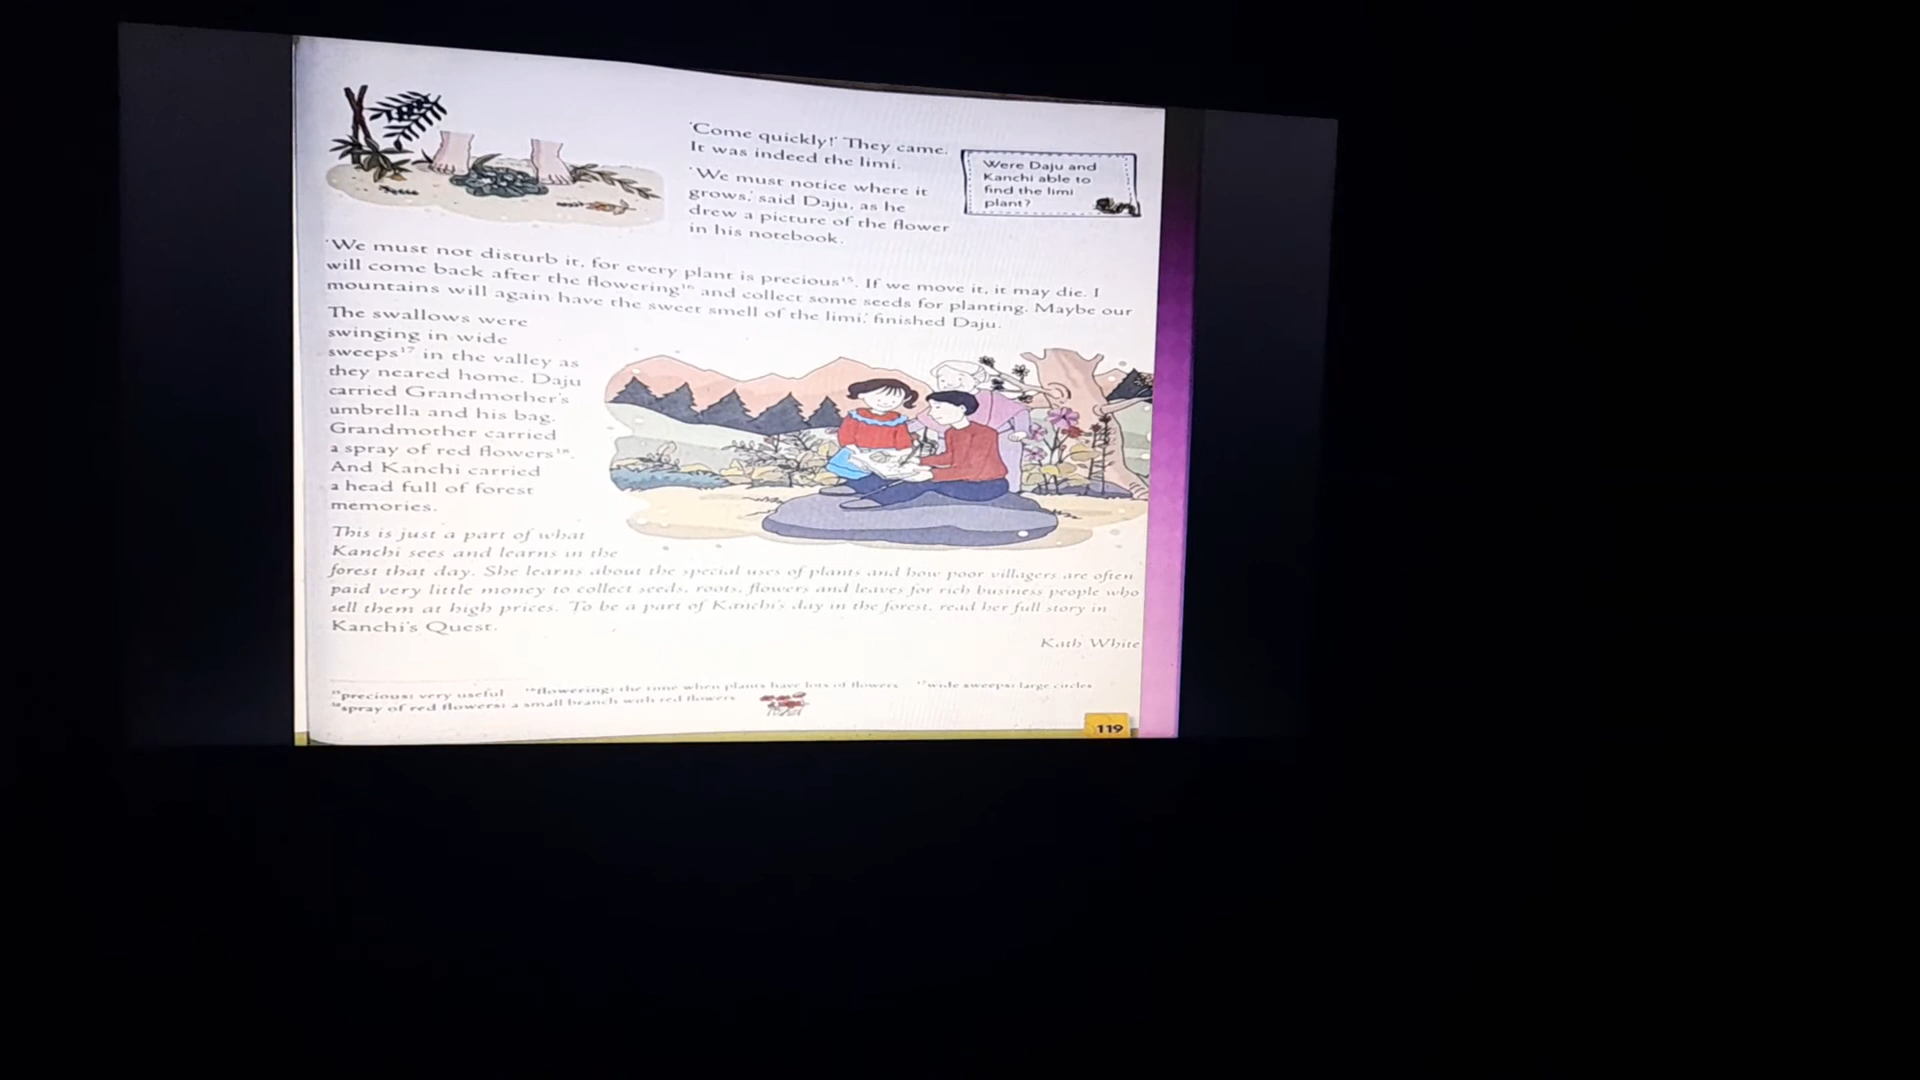 'Come quickly!' They came.
It was indeed the limi.
'We must notice where it
grows,' said Daju, as he
drew a picture of the flower
in his notebook.
Were Daju and
Kanchi able to
find the limi
plant?
'We must not disturb it, for every plant is precious¹⁵. If we move it, it may die. I
will come back after the flowering¹⁶ and collect some seeds for planting. Maybe our
mountains will again have the sweet smell of the limi,' finished Daju.
The swallows were
swinging in wide
sweeps¹⁷ in the valley as
they neared home. Daju
carried Grandmother's
umbrella and his bag.
Grandmother carried
a spray of red flowers¹⁸.
And Kanchi carried
a head full of forest
memories.
This is just a part of what
Kanchi sees and learns in the
forest that day. She learns about the special uses of plants and how poor villagers are often
paid very little money to collect seeds, roots, flowers and leaves for rich business people who
sell them at high prices. To be a part of Kanchi's day in the forest, read her full story in
Kanchi's Quest.
Kath White
¹⁵precious: very useful ¹⁶flowering: the time when plants have lots of flowers ¹⁷wide sweeps: large circles
¹⁸spray of red flowers: a small branch with red flowers
119